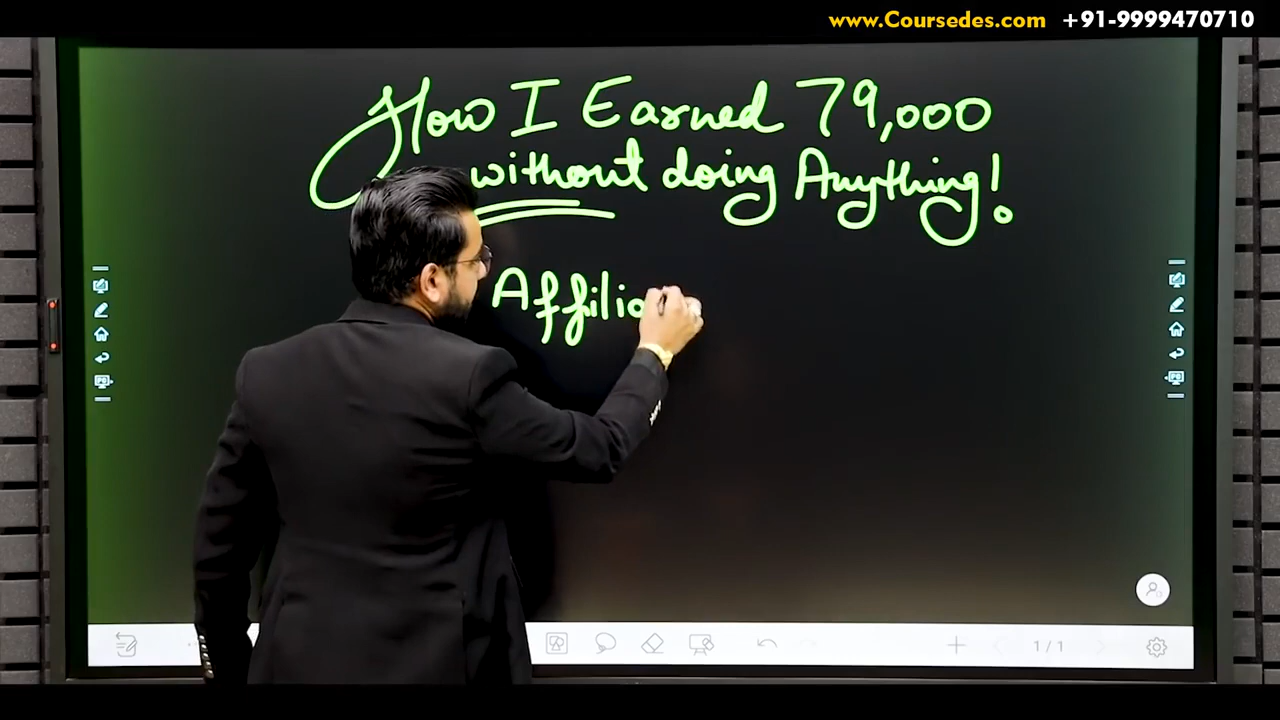 www.Coursedes.com +91-9999470710
How I Earned 79,000
without doing Anything!
Affilia
1/1